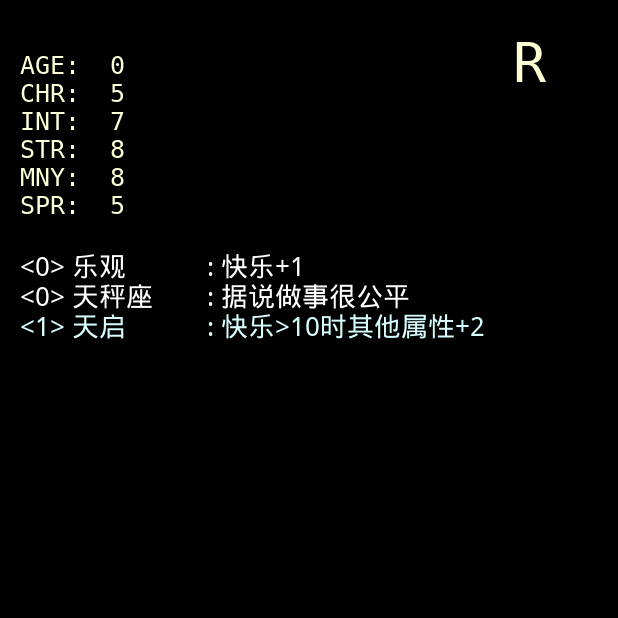 R
AGE: 0
CHR: 5
INT: 7
STR: 8
MNY: 8
SPR: 5
<0> 乐观 : 快乐+1
<0> 天秤座 : 据说做事很公平
<1> 天启 : 快乐>10时其他属性+2